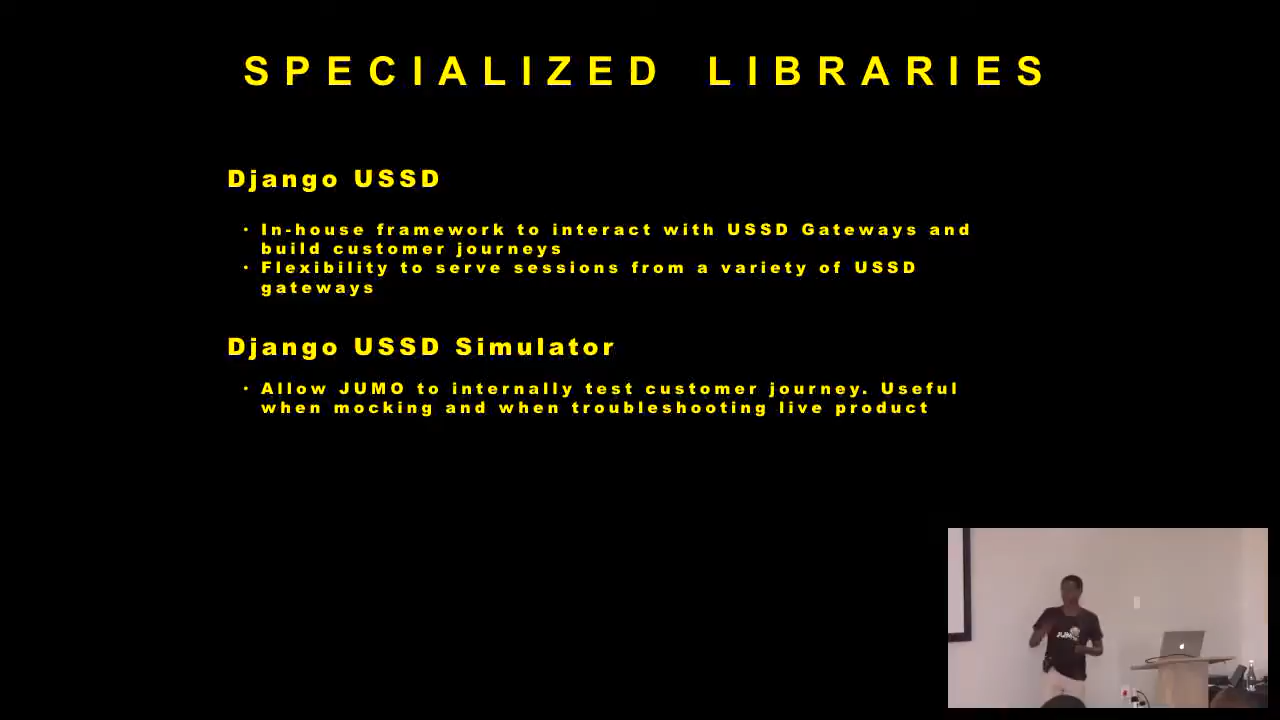 SPECIALIZED LIBRARIES
Django USSD
• In-house framework to interact with USSD Gateways and
build customer journeys
• Flexibility to serve sessions from a variety of USSD
gateways
Django USSD Simulator
• Allow JUMO to internally test customer journey. Useful
when mocking and when troubleshooting live product